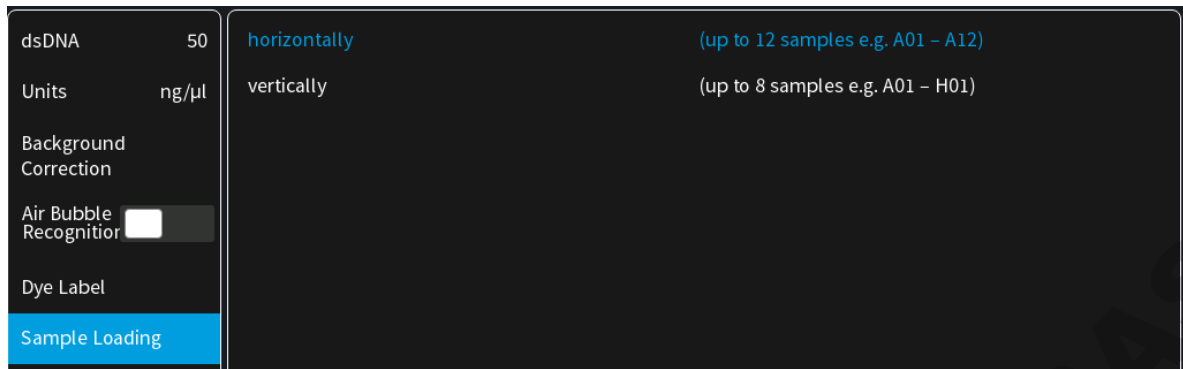 dsDNA 50
Units ng/µl
Background
Correction
Air Bubble
Recognition
Dye Label
Sample Loading
horizontally (up to 12 samples e.g. A01 – A12)
vertically (up to 8 samples e.g. A01 – H01)